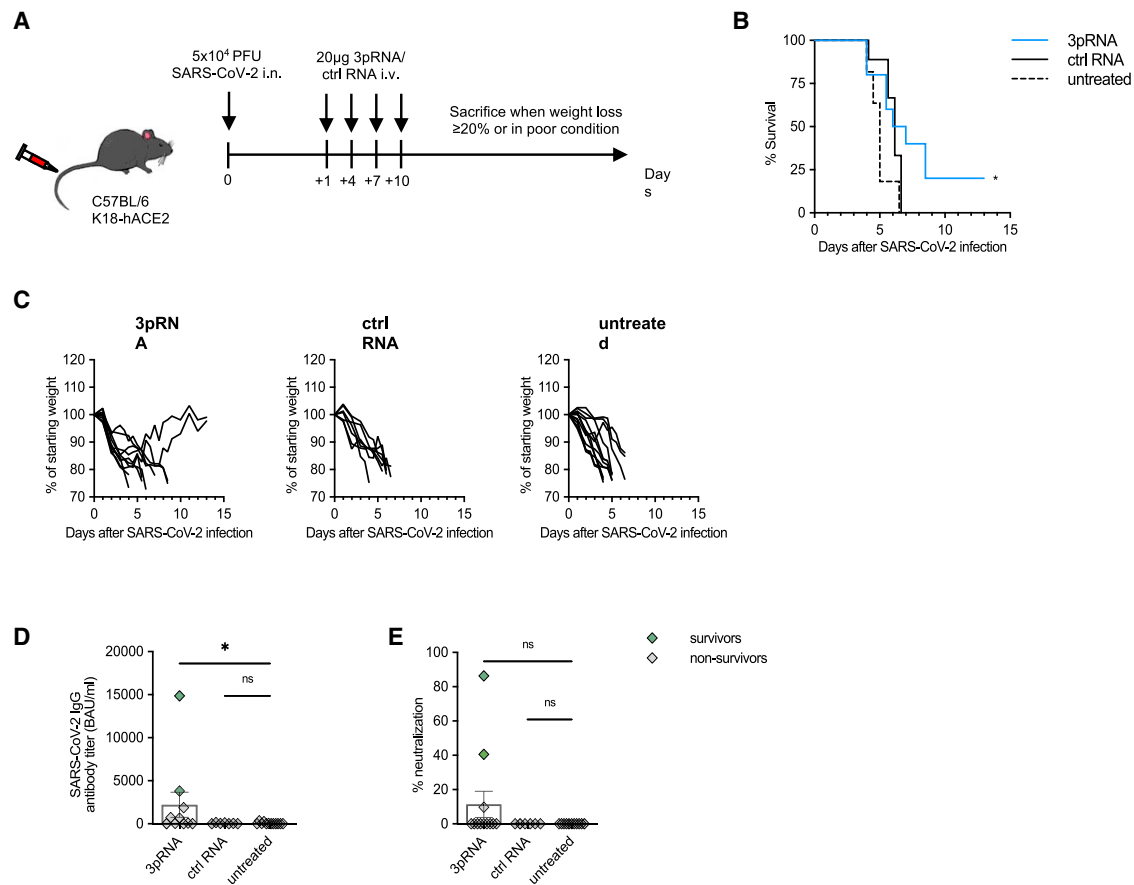 A
5x10⁴ PFU
SARS-CoV-2 i.n.
20µg 3pRNA/
ctrl RNA i.v.
Sacrifice when weight loss
≥20% or in poor condition
0
+1
+4
+7
+10
Day
s
C57BL/6
K18-hACE2
B
100
75
50
25
0
% Survival
0
5
10
15
Days after SARS-CoV-2 infection
*
3pRNA
ctrl RNA
untreated
C
3pRN
A
120
110
100
90
80
70
% of starting weight
0
5
10
15
Days after SARS-CoV-2 infection
ctrl
RNA
120
110
100
90
80
70
% of starting weight
0
5
10
15
Days after SARS-CoV-2 infection
untreate
d
120
110
100
90
80
70
% of starting weight
0
5
10
15
Days after SARS-CoV-2 infection
D
20000
15000
10000
5000
0
SARS-CoV-2 IgG
antibody titer (BAU/ml)
*
ns
3pRNA
ctrl RNA
untreated
E
100
80
60
40
20
0
% neutralization
ns
ns
3pRNA
ctrl RNA
untreated
survivors
non-survivors